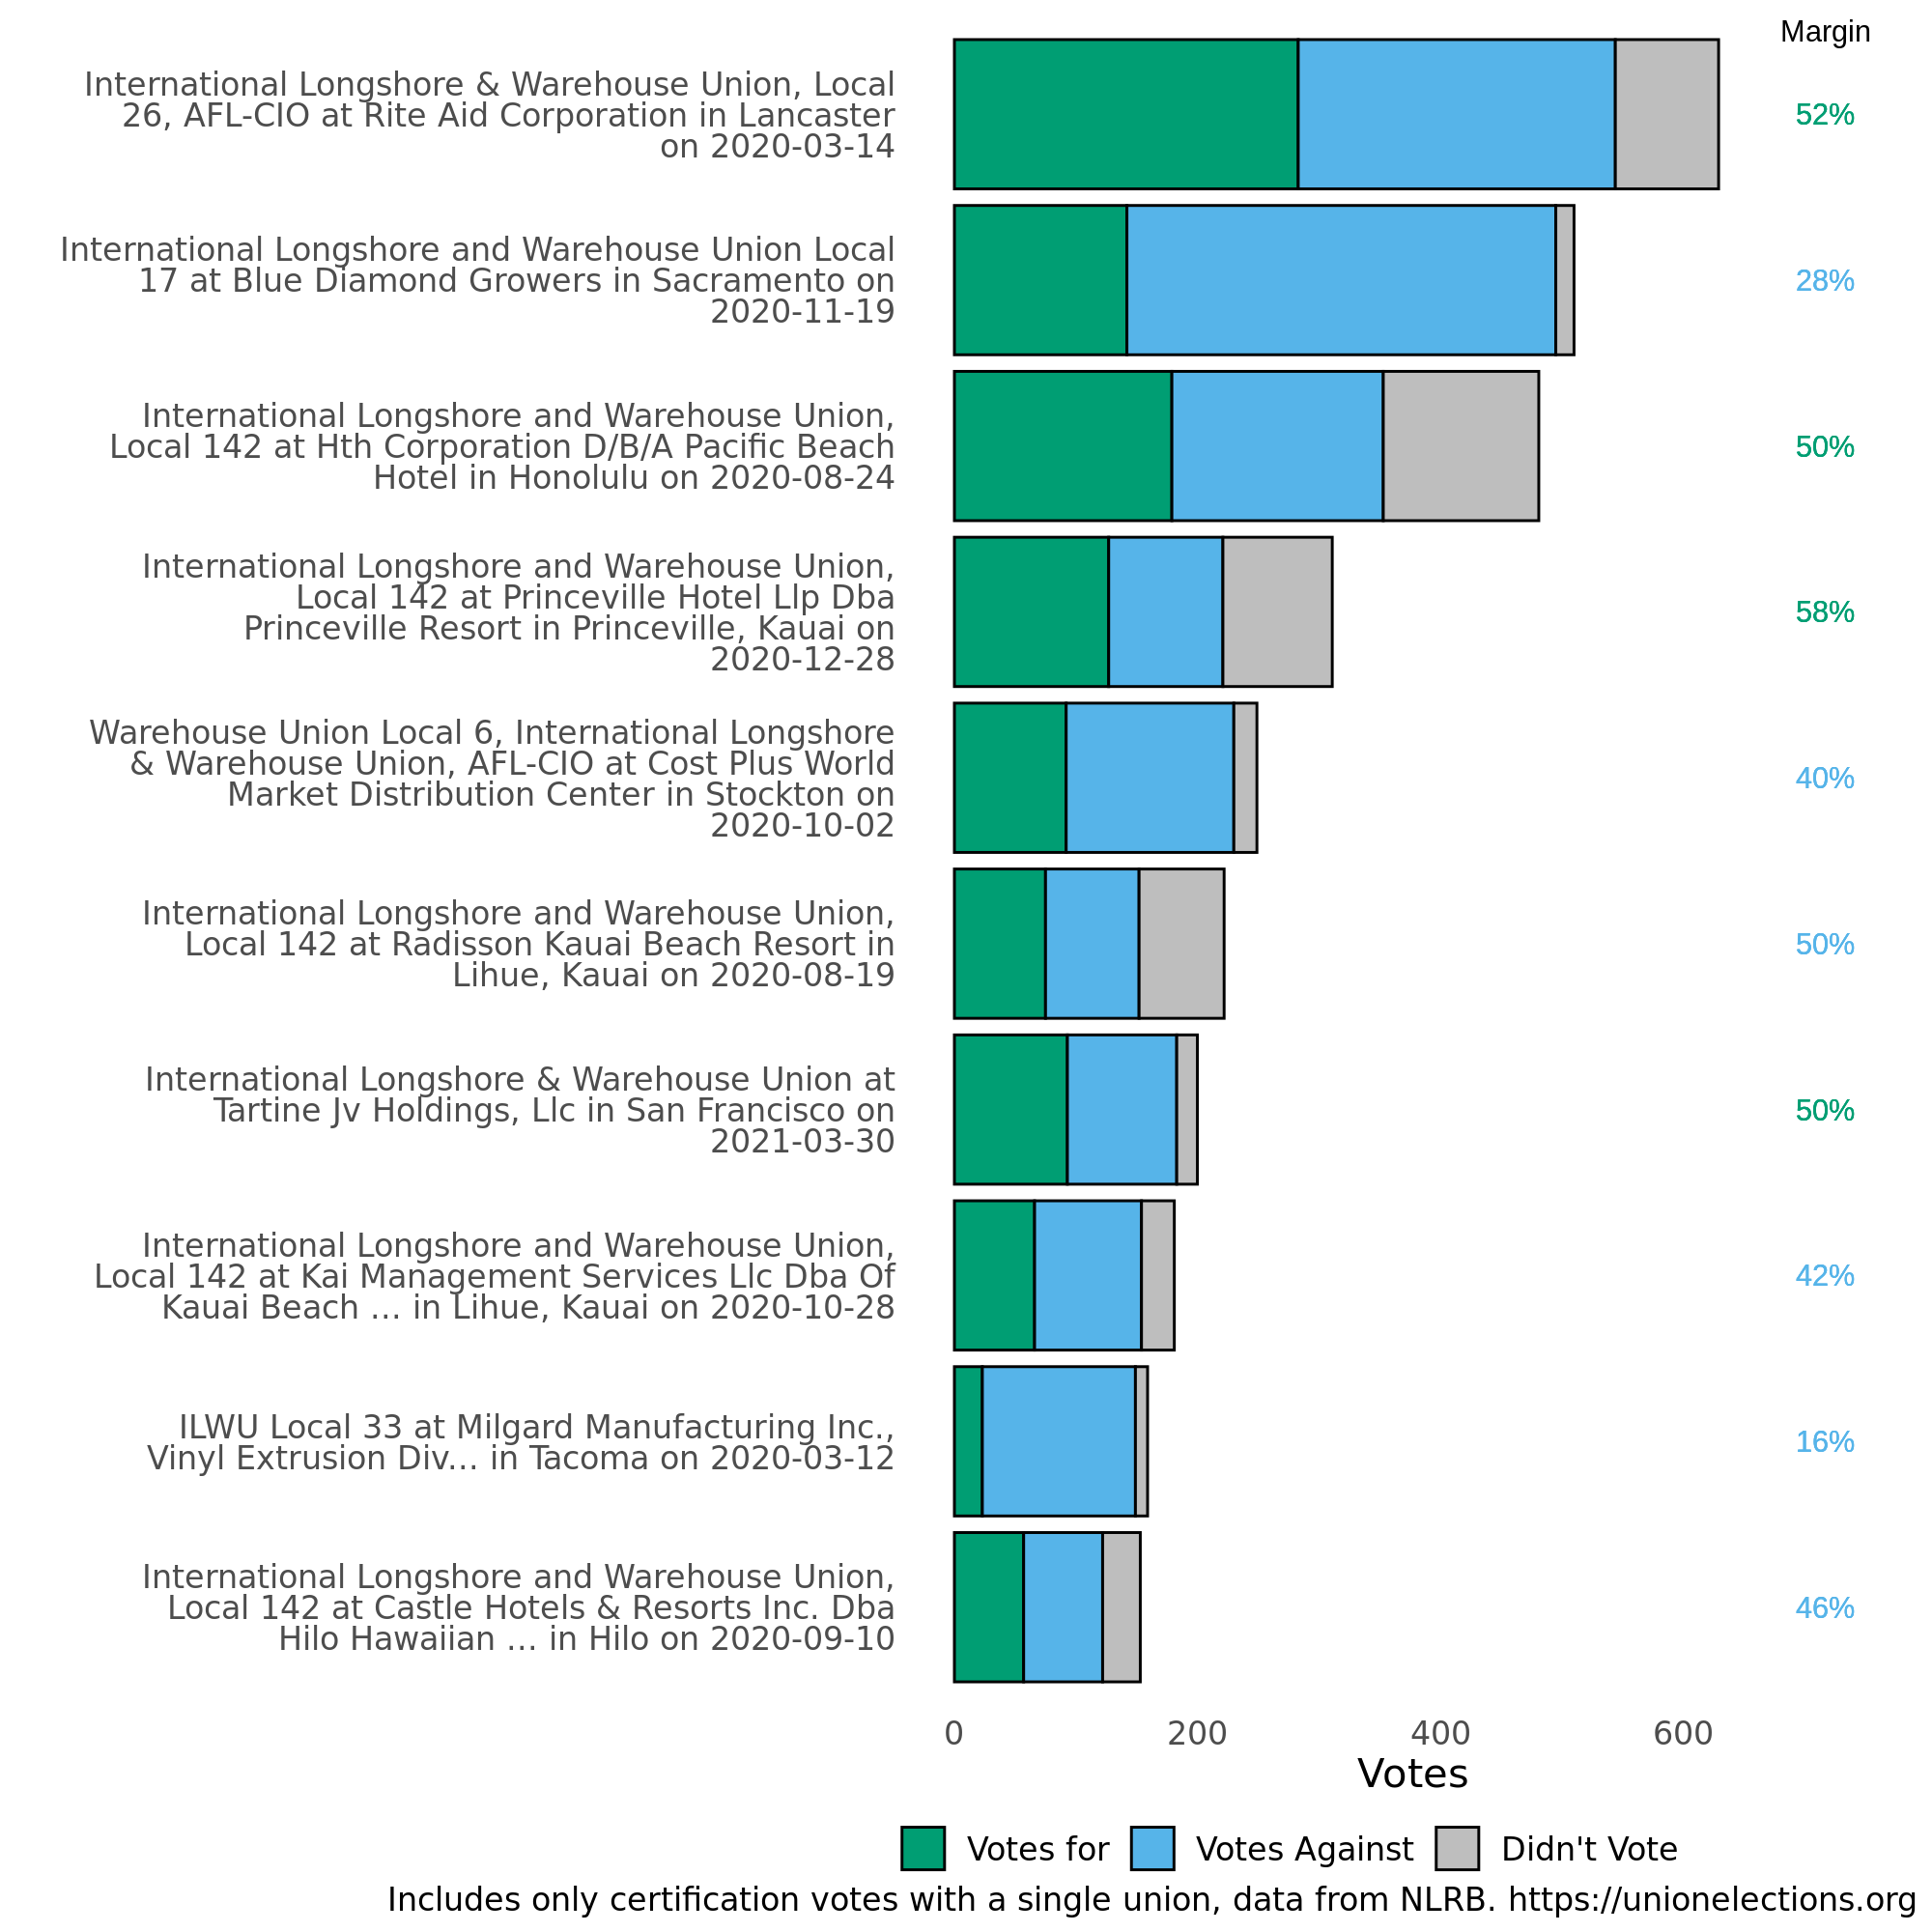 Margin
International Longshore & Warehouse Union, Local
26, AFL-CIO at Rite Aid Corporation in Lancaster
on 2020-03-14
52%
International Longshore and Warehouse Union Local
17 at Blue Diamond Growers in Sacramento on
2020-11-19
28%
International Longshore and Warehouse Union,
Local 142 at Hth Corporation D/B/A Pacific Beach
Hotel in Honolulu on 2020-08-24
50%
International Longshore and Warehouse Union,
Local 142 at Princeville Hotel Llp Dba
Princeville Resort in Princeville, Kauai on
2020-12-28
58%
Warehouse Union Local 6, International Longshore
& Warehouse Union, AFL-CIO at Cost Plus World
Market Distribution Center in Stockton on
2020-10-02
40%
International Longshore and Warehouse Union,
Local 142 at Radisson Kauai Beach Resort in
Lihue, Kauai on 2020-08-19
50%
International Longshore & Warehouse Union at
Tartine Jv Holdings, Llc in San Francisco on
2021-03-30
50%
International Longshore and Warehouse Union,
Local 142 at Kai Management Services Llc Dba Of
Kauai Beach ... in Lihue, Kauai on 2020-10-28
42%
ILWU Local 33 at Milgard Manufacturing Inc.,
Vinyl Extrusion Div... in Tacoma on 2020-03-12
16%
International Longshore and Warehouse Union,
Local 142 at Castle Hotels & Resorts Inc. Dba
Hilo Hawaiian ... in Hilo on 2020-09-10
46%
0 200 400 600
Votes
Votes for Votes Against Didn't Vote
Includes only certification votes with a single union, data from NLRB. https://unionelections.org